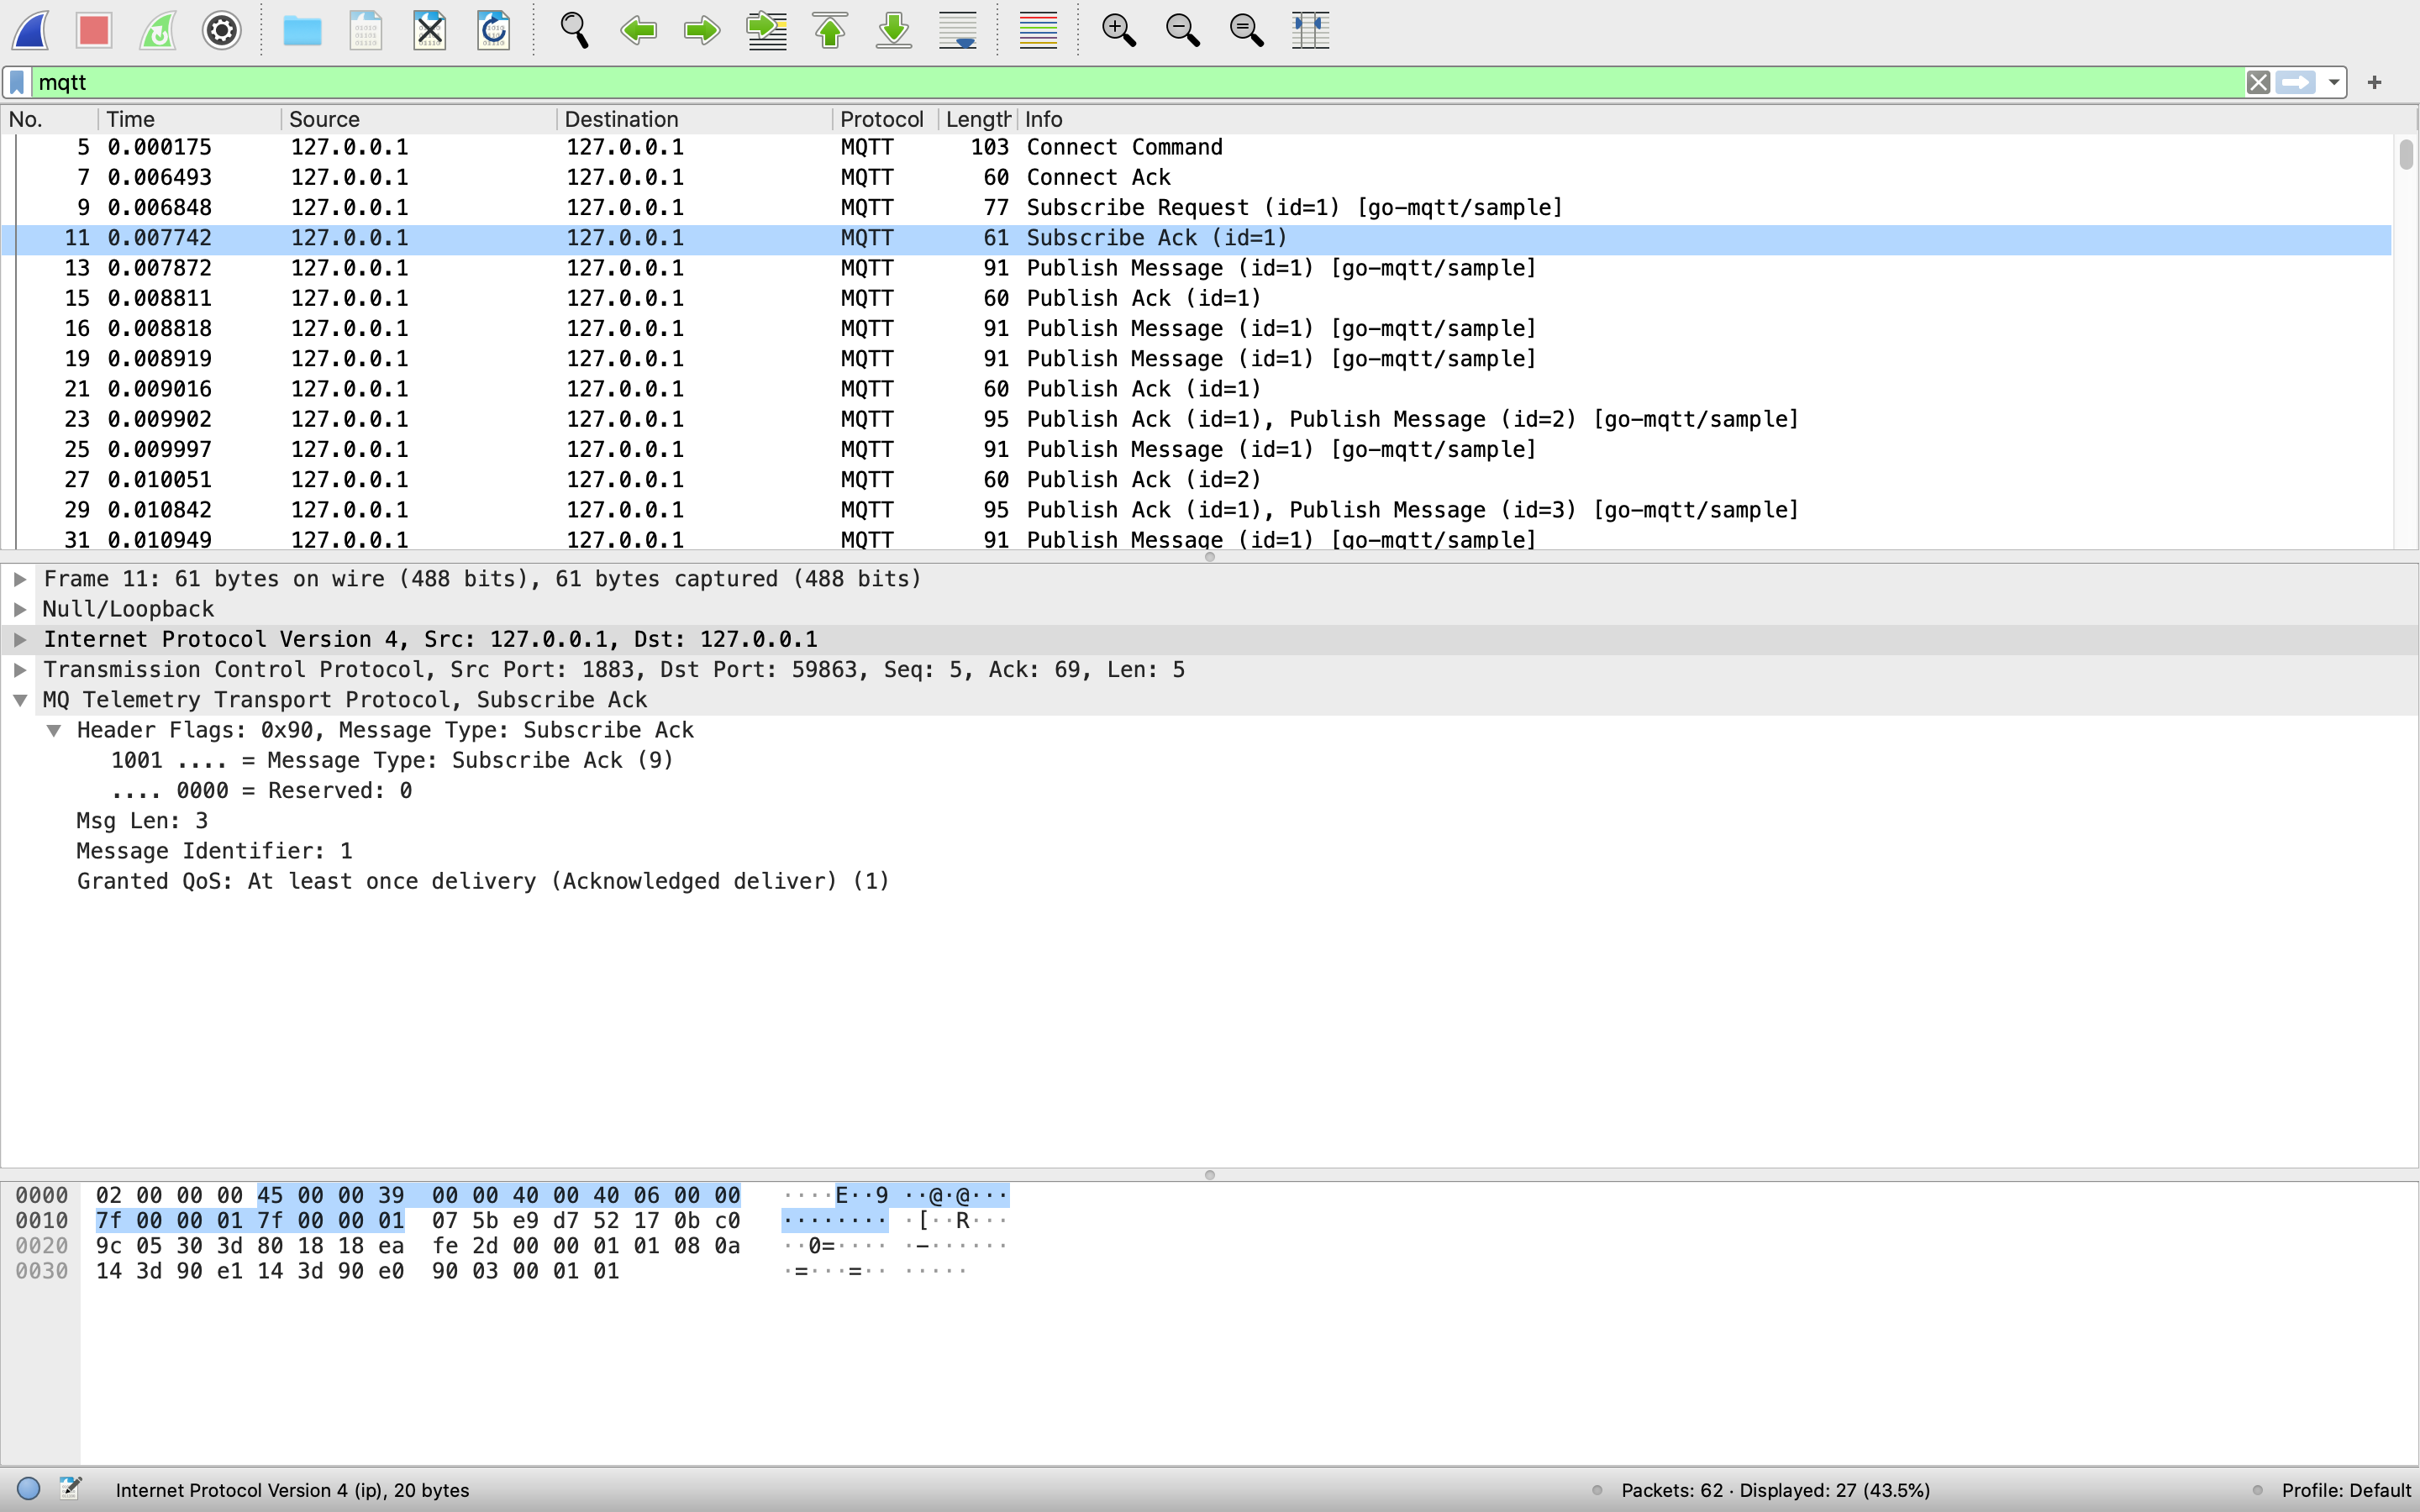 mqtt
No. Time Source Destination Protocol Length Info
5 0.000175 127.0.0.1 127.0.0.1 MQTT 103 Connect Command
7 0.006493 127.0.0.1 127.0.0.1 MQTT 60 Connect Ack
9 0.006848 127.0.0.1 127.0.0.1 MQTT 77 Subscribe Request (id=1) [go-mqtt/sample]
11 0.007742 127.0.0.1 127.0.0.1 MQTT 61 Subscribe Ack (id=1)
13 0.007872 127.0.0.1 127.0.0.1 MQTT 91 Publish Message (id=1) [go-mqtt/sample]
15 0.008811 127.0.0.1 127.0.0.1 MQTT 60 Publish Ack (id=1)
16 0.008818 127.0.0.1 127.0.0.1 MQTT 91 Publish Message (id=1) [go-mqtt/sample]
19 0.008919 127.0.0.1 127.0.0.1 MQTT 91 Publish Message (id=1) [go-mqtt/sample]
21 0.009016 127.0.0.1 127.0.0.1 MQTT 60 Publish Ack (id=1)
23 0.009902 127.0.0.1 127.0.0.1 MQTT 95 Publish Ack (id=1), Publish Message (id=2) [go-mqtt/sample]
25 0.009997 127.0.0.1 127.0.0.1 MQTT 91 Publish Message (id=1) [go-mqtt/sample]
27 0.010051 127.0.0.1 127.0.0.1 MQTT 60 Publish Ack (id=2)
29 0.010842 127.0.0.1 127.0.0.1 MQTT 95 Publish Ack (id=1), Publish Message (id=3) [go-mqtt/sample]
31 0.010949 127.0.0.1 127.0.0.1 MQTT 91 Publish Message (id=1) [go-mqtt/sample]
Frame 11: 61 bytes on wire (488 bits), 61 bytes captured (488 bits)
Null/Loopback
Internet Protocol Version 4, Src: 127.0.0.1, Dst: 127.0.0.1
Transmission Control Protocol, Src Port: 1883, Dst Port: 59863, Seq: 5, Ack: 69, Len: 5
MQ Telemetry Transport Protocol, Subscribe Ack
Header Flags: 0x90, Message Type: Subscribe Ack
1001 .... = Message Type: Subscribe Ack (9)
.... 0000 = Reserved: 0
Msg Len: 3
Message Identifier: 1
Granted QoS: At least once delivery (Acknowledged deliver) (1)
0000 02 00 00 00 45 00 00 39 00 00 40 00 40 06 00 00 ····E··9 ··@·@···
0010 7f 00 00 01 7f 00 00 01 07 5b e9 d7 52 17 0b c0 ········ ·[··R···
0020 9c 05 30 3d 80 18 18 ea fe 2d 00 00 01 01 08 0a ··0=···· ·-······
0030 14 3d 90 e1 14 3d 90 e0 90 03 00 01 01 ·=···=·· ·····
Internet Protocol Version 4 (ip), 20 bytes Packets: 62 · Displayed: 27 (43.5%) Profile: Default